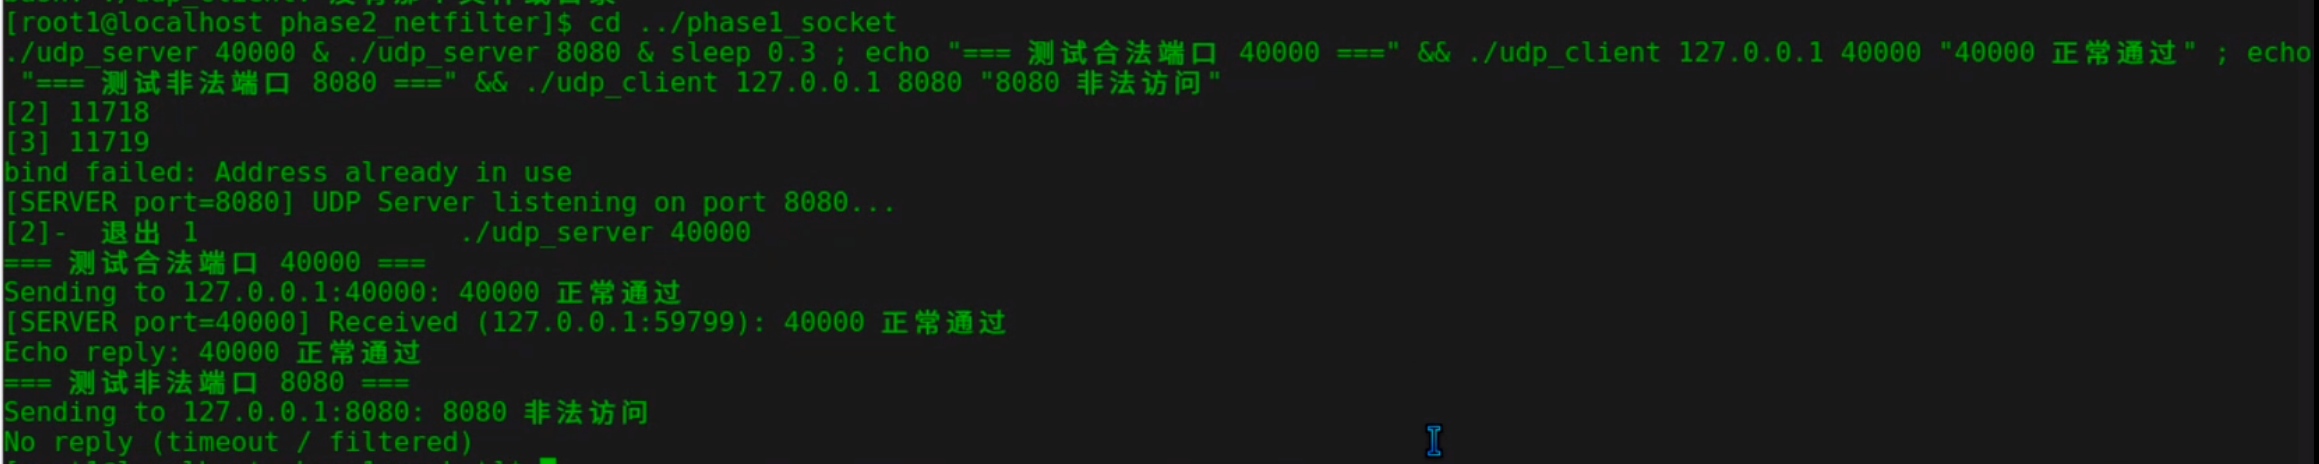 [root1@localhost phase2_netfilter]$ cd ../phase1_socket
./udp_server 40000 & ./udp_server 8080 & sleep 0.3 ; echo "=== 测试合法端口 40000 ===" && ./udp_client 127.0.0.1 40000 "40000 正常通过" ; echo
"=== 测试非法端口 8080 ===" && ./udp_client 127.0.0.1 8080 "8080 非法访问"
[2] 11718
[3] 11719
bind failed: Address already in use
[SERVER port=8080] UDP Server listening on port 8080...
[2]-  退出 1                ./udp_server 40000
=== 测试合法端口 40000 ===
Sending to 127.0.0.1:40000: 40000 正常通过
[SERVER port=40000] Received (127.0.0.1:59799): 40000 正常通过
Echo reply: 40000 正常通过
=== 测试非法端口 8080 ===
Sending to 127.0.0.1:8080: 8080 非法访问
No reply (timeout / filtered)